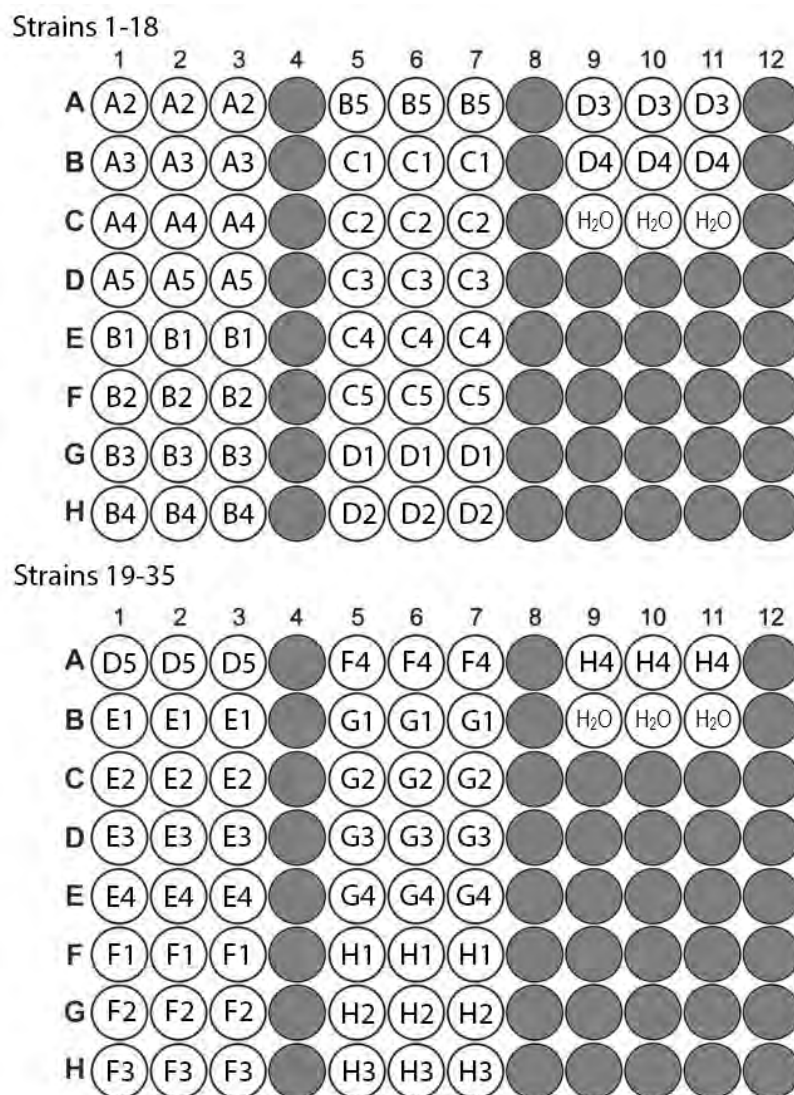 Strains 1-18
1 2 3 4 5 6 7 8 9 10 11 12
A A2 A2 A2 B5 B5 B5 D3 D3 D3
B A3 A3 A3 C1 C1 C1 D4 D4 D4
C A4 A4 A4 C2 C2 C2 H₂O H₂O H₂O
D A5 A5 A5 C3 C3 C3
E B1 B1 B1 C4 C4 C4
F B2 B2 B2 C5 C5 C5
G B3 B3 B3 D1 D1 D1
H B4 B4 B4 D2 D2 D2
Strains 19-35
1 2 3 4 5 6 7 8 9 10 11 12
A D5 D5 D5 F4 F4 F4 H4 H4 H4
B E1 E1 E1 G1 G1 G1 H₂O H₂O H₂O
C E2 E2 E2 G2 G2 G2
D E3 E3 E3 G3 G3 G3
E E4 E4 E4 G4 G4 G4
F F1 F1 F1 H1 H1 H1
G F2 F2 F2 H2 H2 H2
H F3 F3 F3 H3 H3 H3